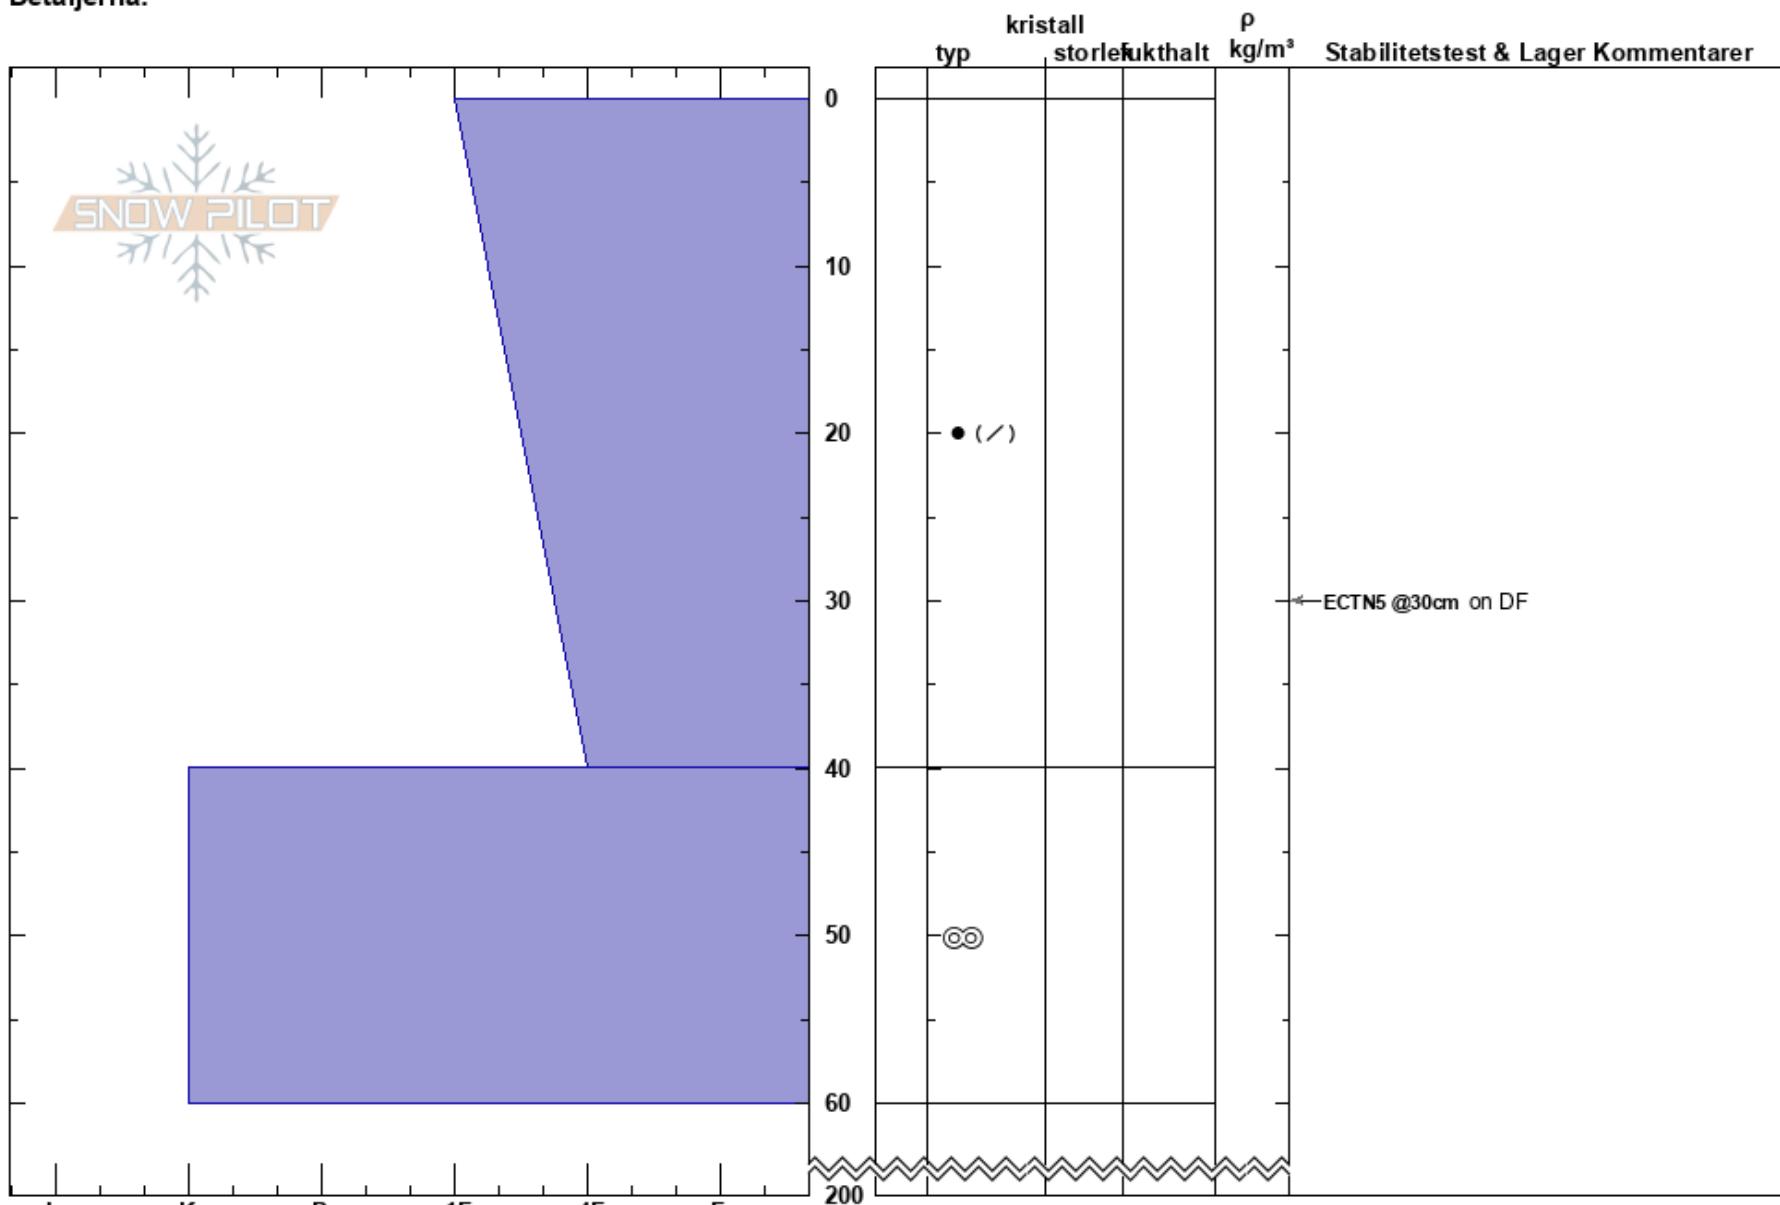 Detaljerna:
kristall
ρ
typ
storlek
fukthalt
kg/m³
Stabilitetstest & Lager Kommentarer
0
SNOW PILOT
10
20
30
ECTN5 @30cm on DF
40
50
60
200